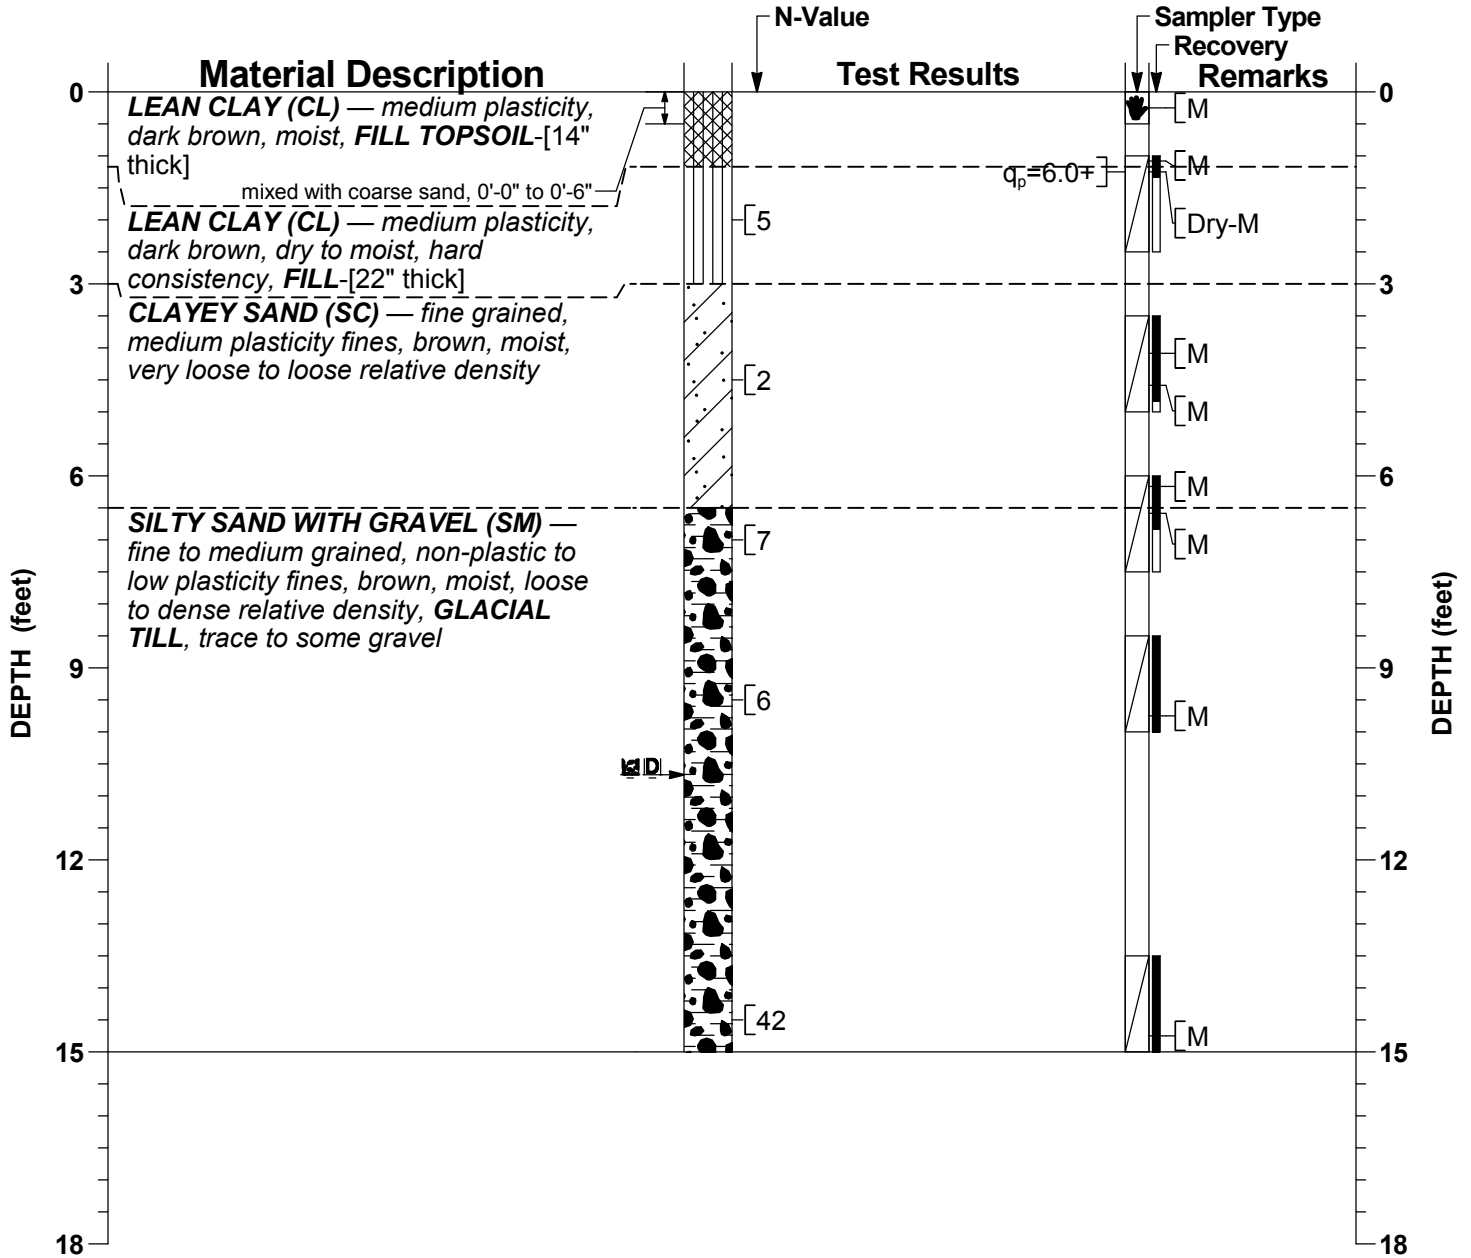 N-Value
Sampler Type
Recovery
Material Description
Test Results
Remarks
0
0
LEAN CLAY (CL) — medium plasticity,
dark brown, moist, FILL TOPSOIL-[14"
thick]
mixed with coarse sand, 0'-0" to 0'-6"
M
M
qp=6.0+
Dry-M
5
LEAN CLAY (CL) — medium plasticity,
dark brown, dry to moist, hard
consistency, FILL-[22" thick]
3
3
CLAYEY SAND (SC) — fine grained,
medium plasticity fines, brown, moist,
very loose to loose relative density
M
2
M
6
6
M
SILTY SAND WITH GRAVEL (SM) —
fine to medium grained, non-plastic to
low plasticity fines, brown, moist, loose
to dense relative density, GLACIAL
TILL, trace to some gravel
7
M
DEPTH (feet)
DEPTH (feet)
9
9
6
M
12
12
42
M
15
15
18
18